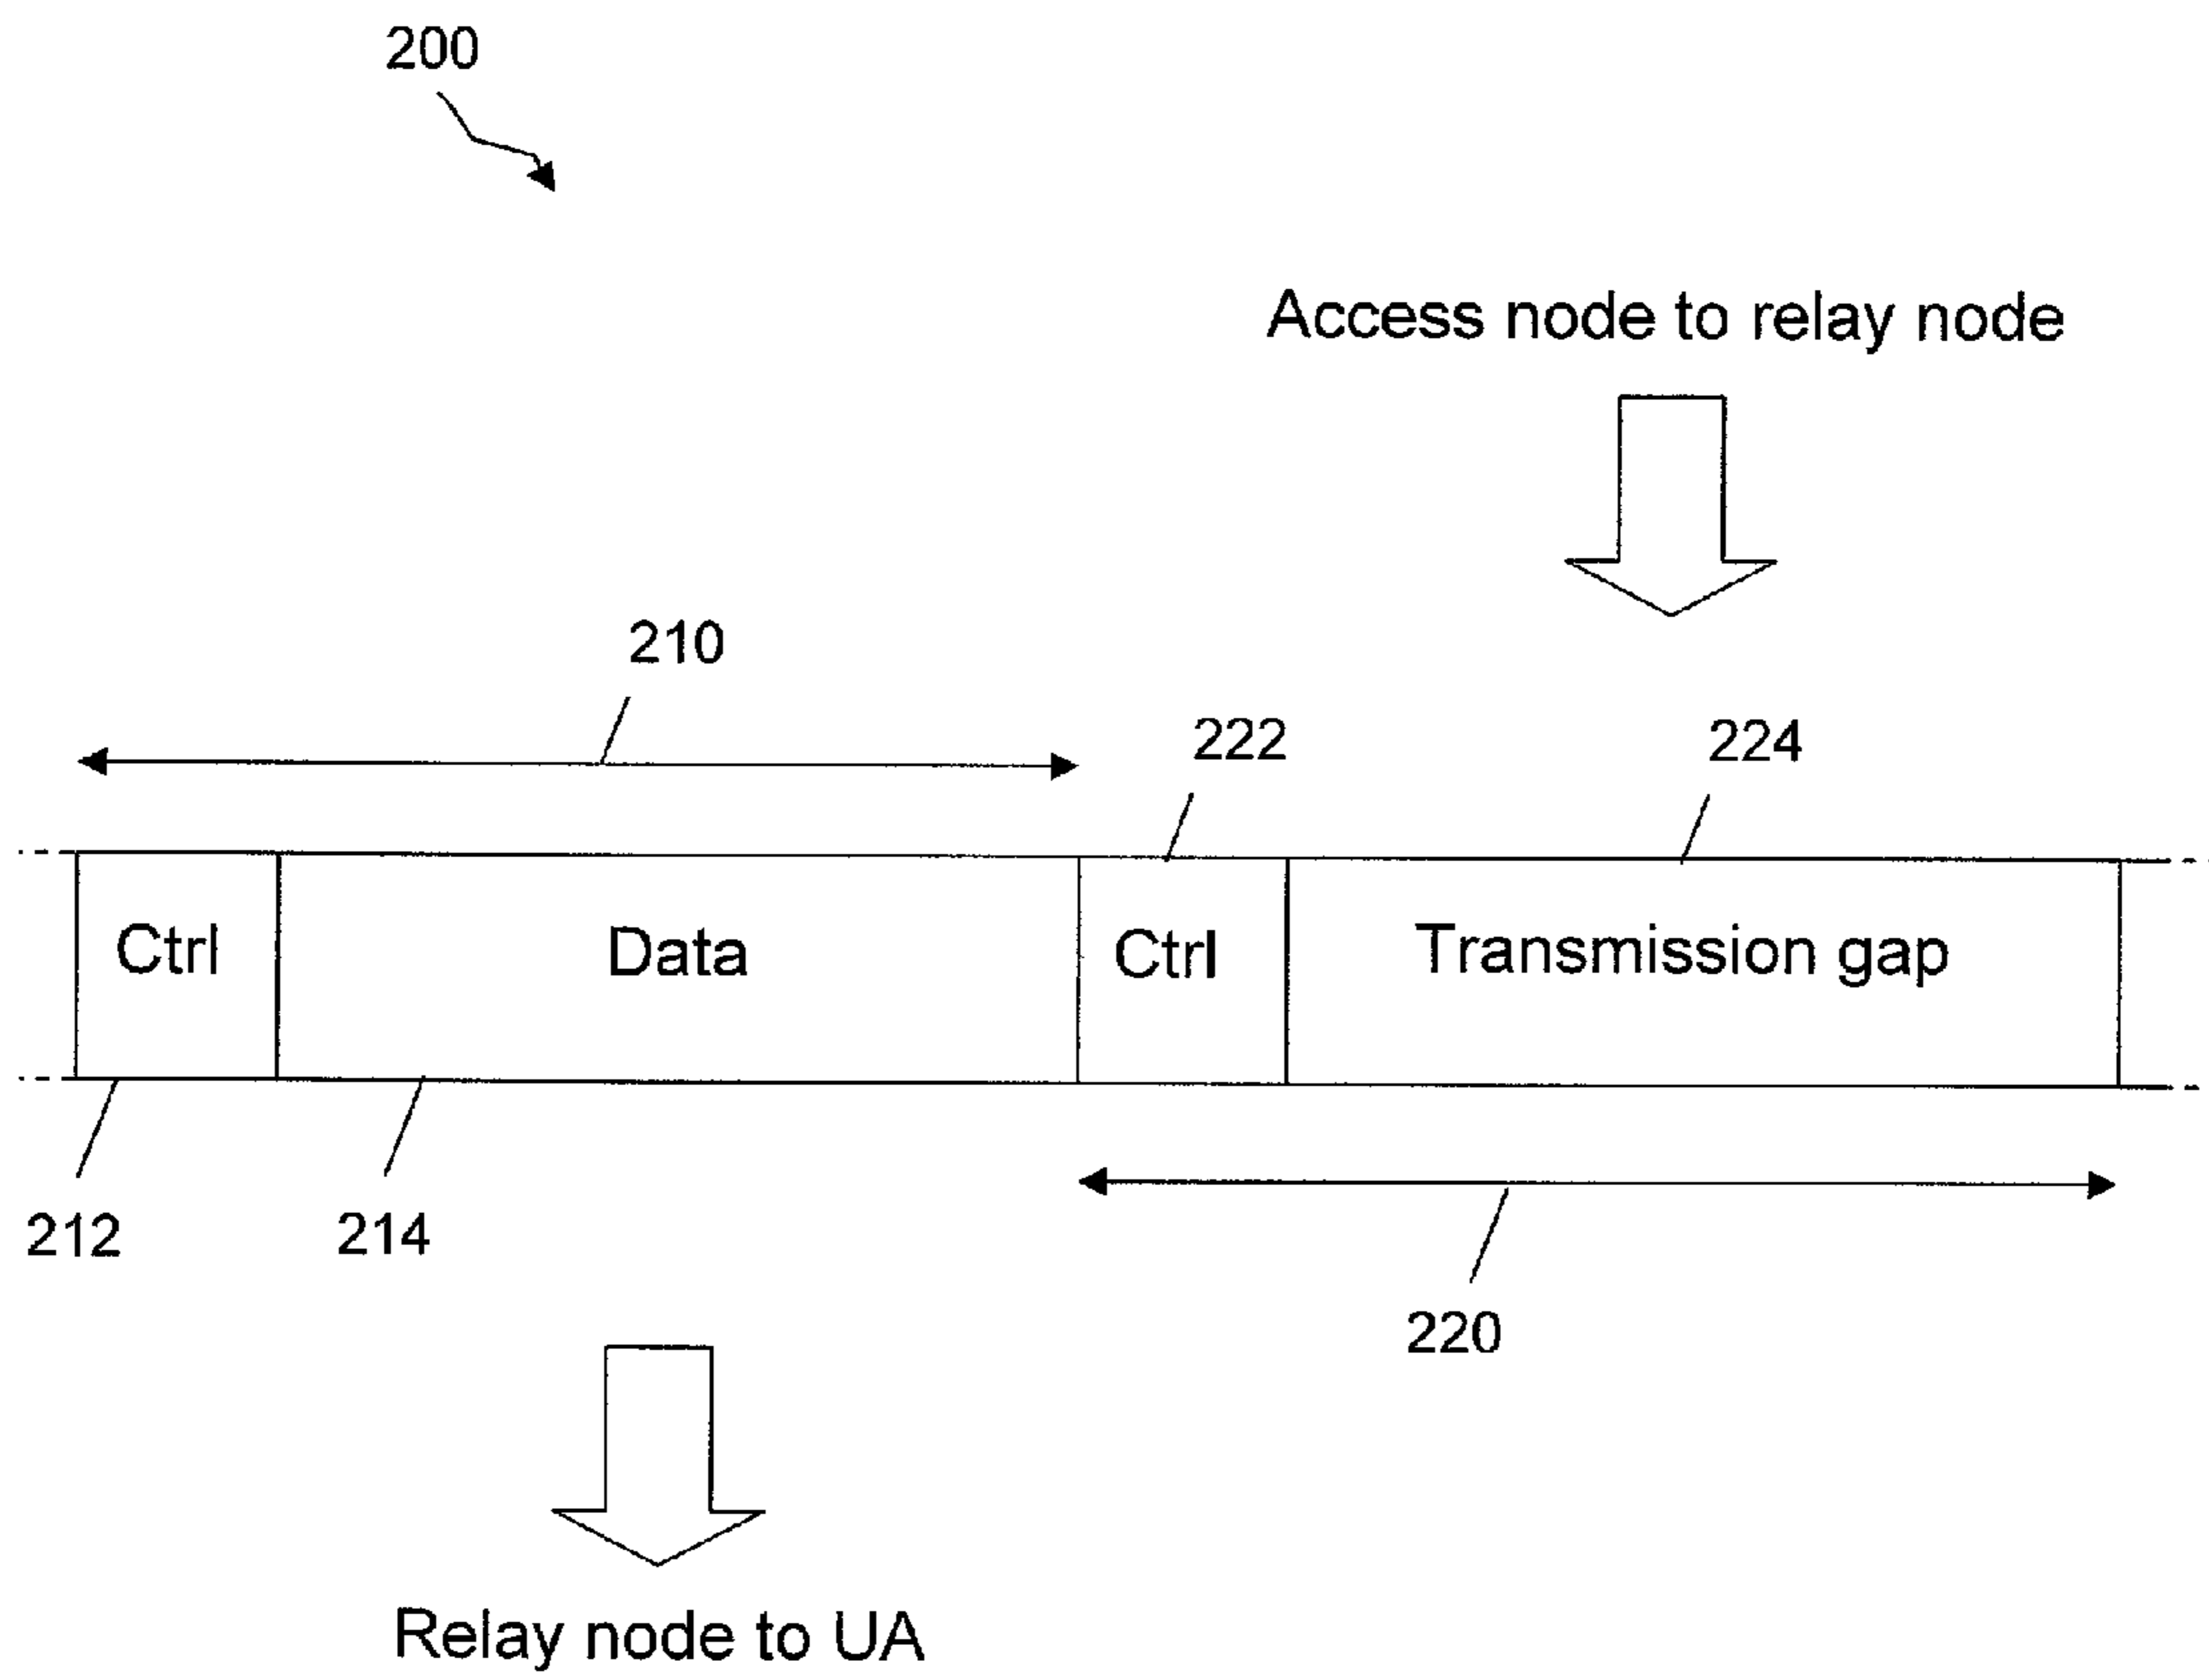 200
Access node to relay node
210
222
224
Ctrl
Data
Ctrl
Transmission gap
212
214
220
Relay node to UA